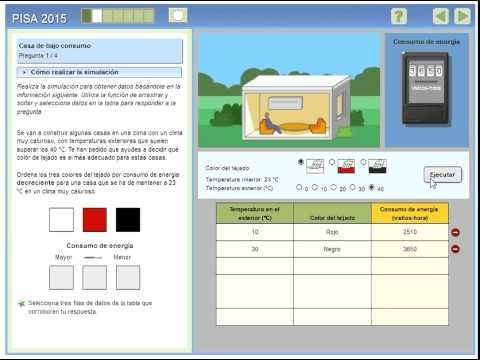 PISA 2015
?
Casa de bajo consumo
Pregunta 1 / 4
Cómo realizar la simulación
Realiza la simulación para obtener datos basándote en la
información siguiente. Utiliza la función de arrastrar y
soltar y selecciona datos en la tabla para responder a la
pregunta.
Se van a construir algunas casas en una zona con un clima
muy caluroso, con temperaturas exteriores que suelen
superar los 40 °C. Te han pedido que ayudes a decidir qué
color de tejado es el más adecuado para estas casas.
Ordena los tres colores del tejado por consumo de energía
decreciente para una casa que se ha de mantener a 23
°C en un clima muy caluroso.
Consumo de energía
Mayor
Menor
Selecciona tres filas de datos de la tabla que
corroboren tu respuesta.
Consumo de energía
3650
vatios-hora
Color del tejado:
Temperatura interior: 23 °C
Temperatura exterior (°C): 0 10 20 30 40
Ejecutar
Temperatura en el exterior (°C)
Color del tejado
Consumo de energía (vatios-hora)
10 Rojo 2510
30 Negro 3650